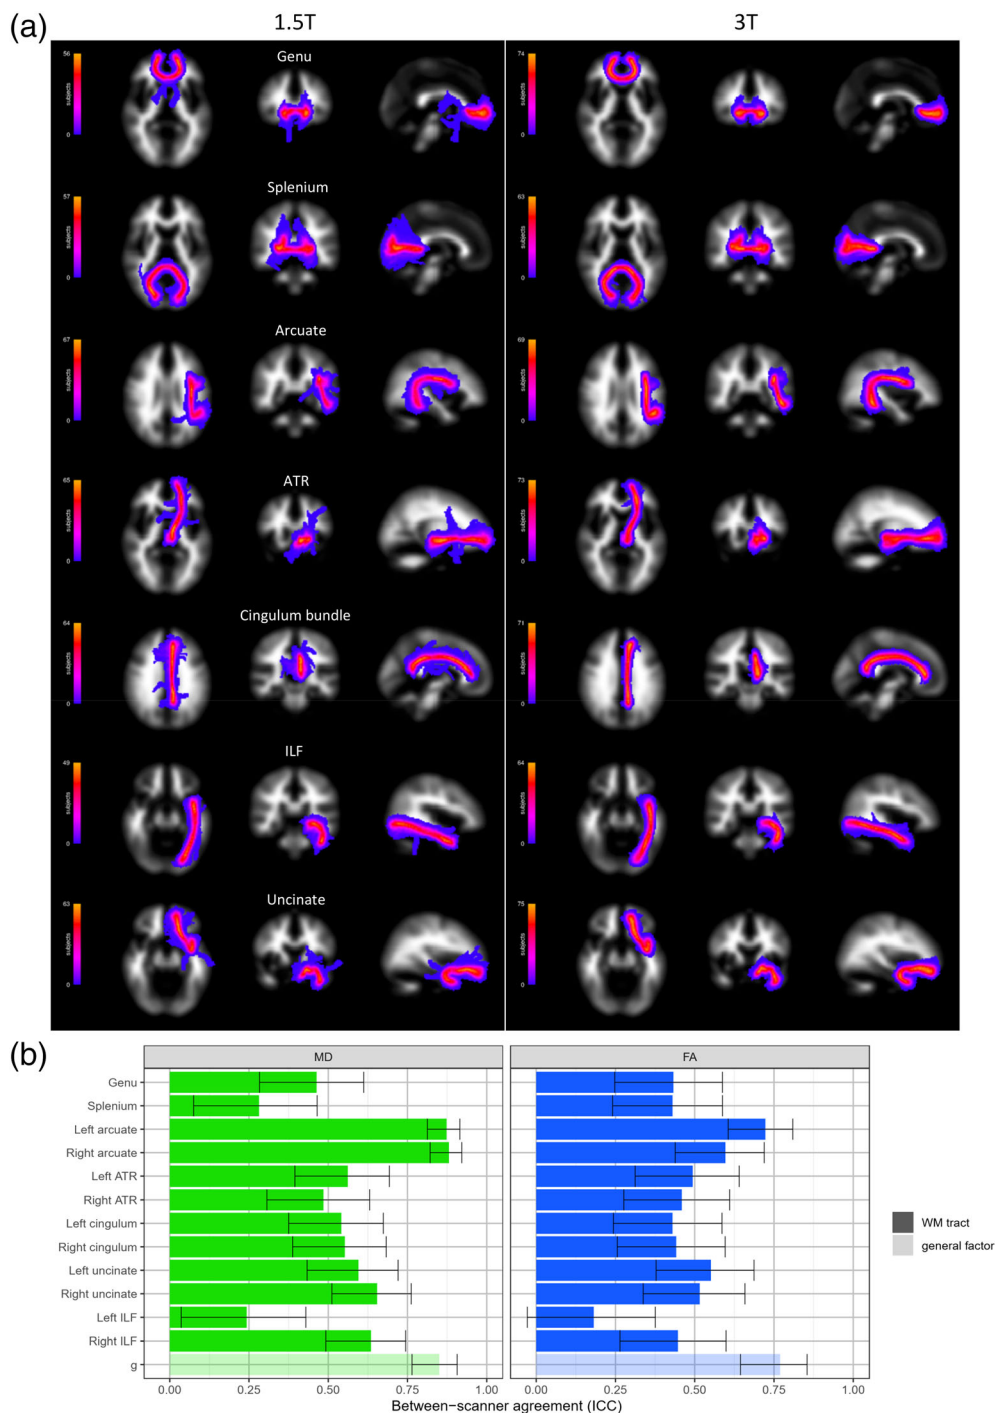 (a)
1.5T 3T
Genu
56 74
subjects subjects
0 0
Splenium
57 63
subjects subjects
0 0
Arcuate
67 69
subjects subjects
0 0
ATR
65 73
subjects subjects
0 0
Cingulum bundle
64 71
subjects subjects
0 0
ILF
49 64
subjects subjects
0 0
Uncinate
63 75
subjects subjects
0 0
(b)
MD FA
Genu
Splenium
Left arcuate
Right arcuate
Left ATR
Right ATR
Left cingulum
Right cingulum
Left uncinate
Right uncinate
Left ILF
Right ILF
g
WM tract
general factor
0.00 0.25 0.50 0.75 1.00 0.00 0.25 0.50 0.75 1.00
Between−scanner agreement (ICC)